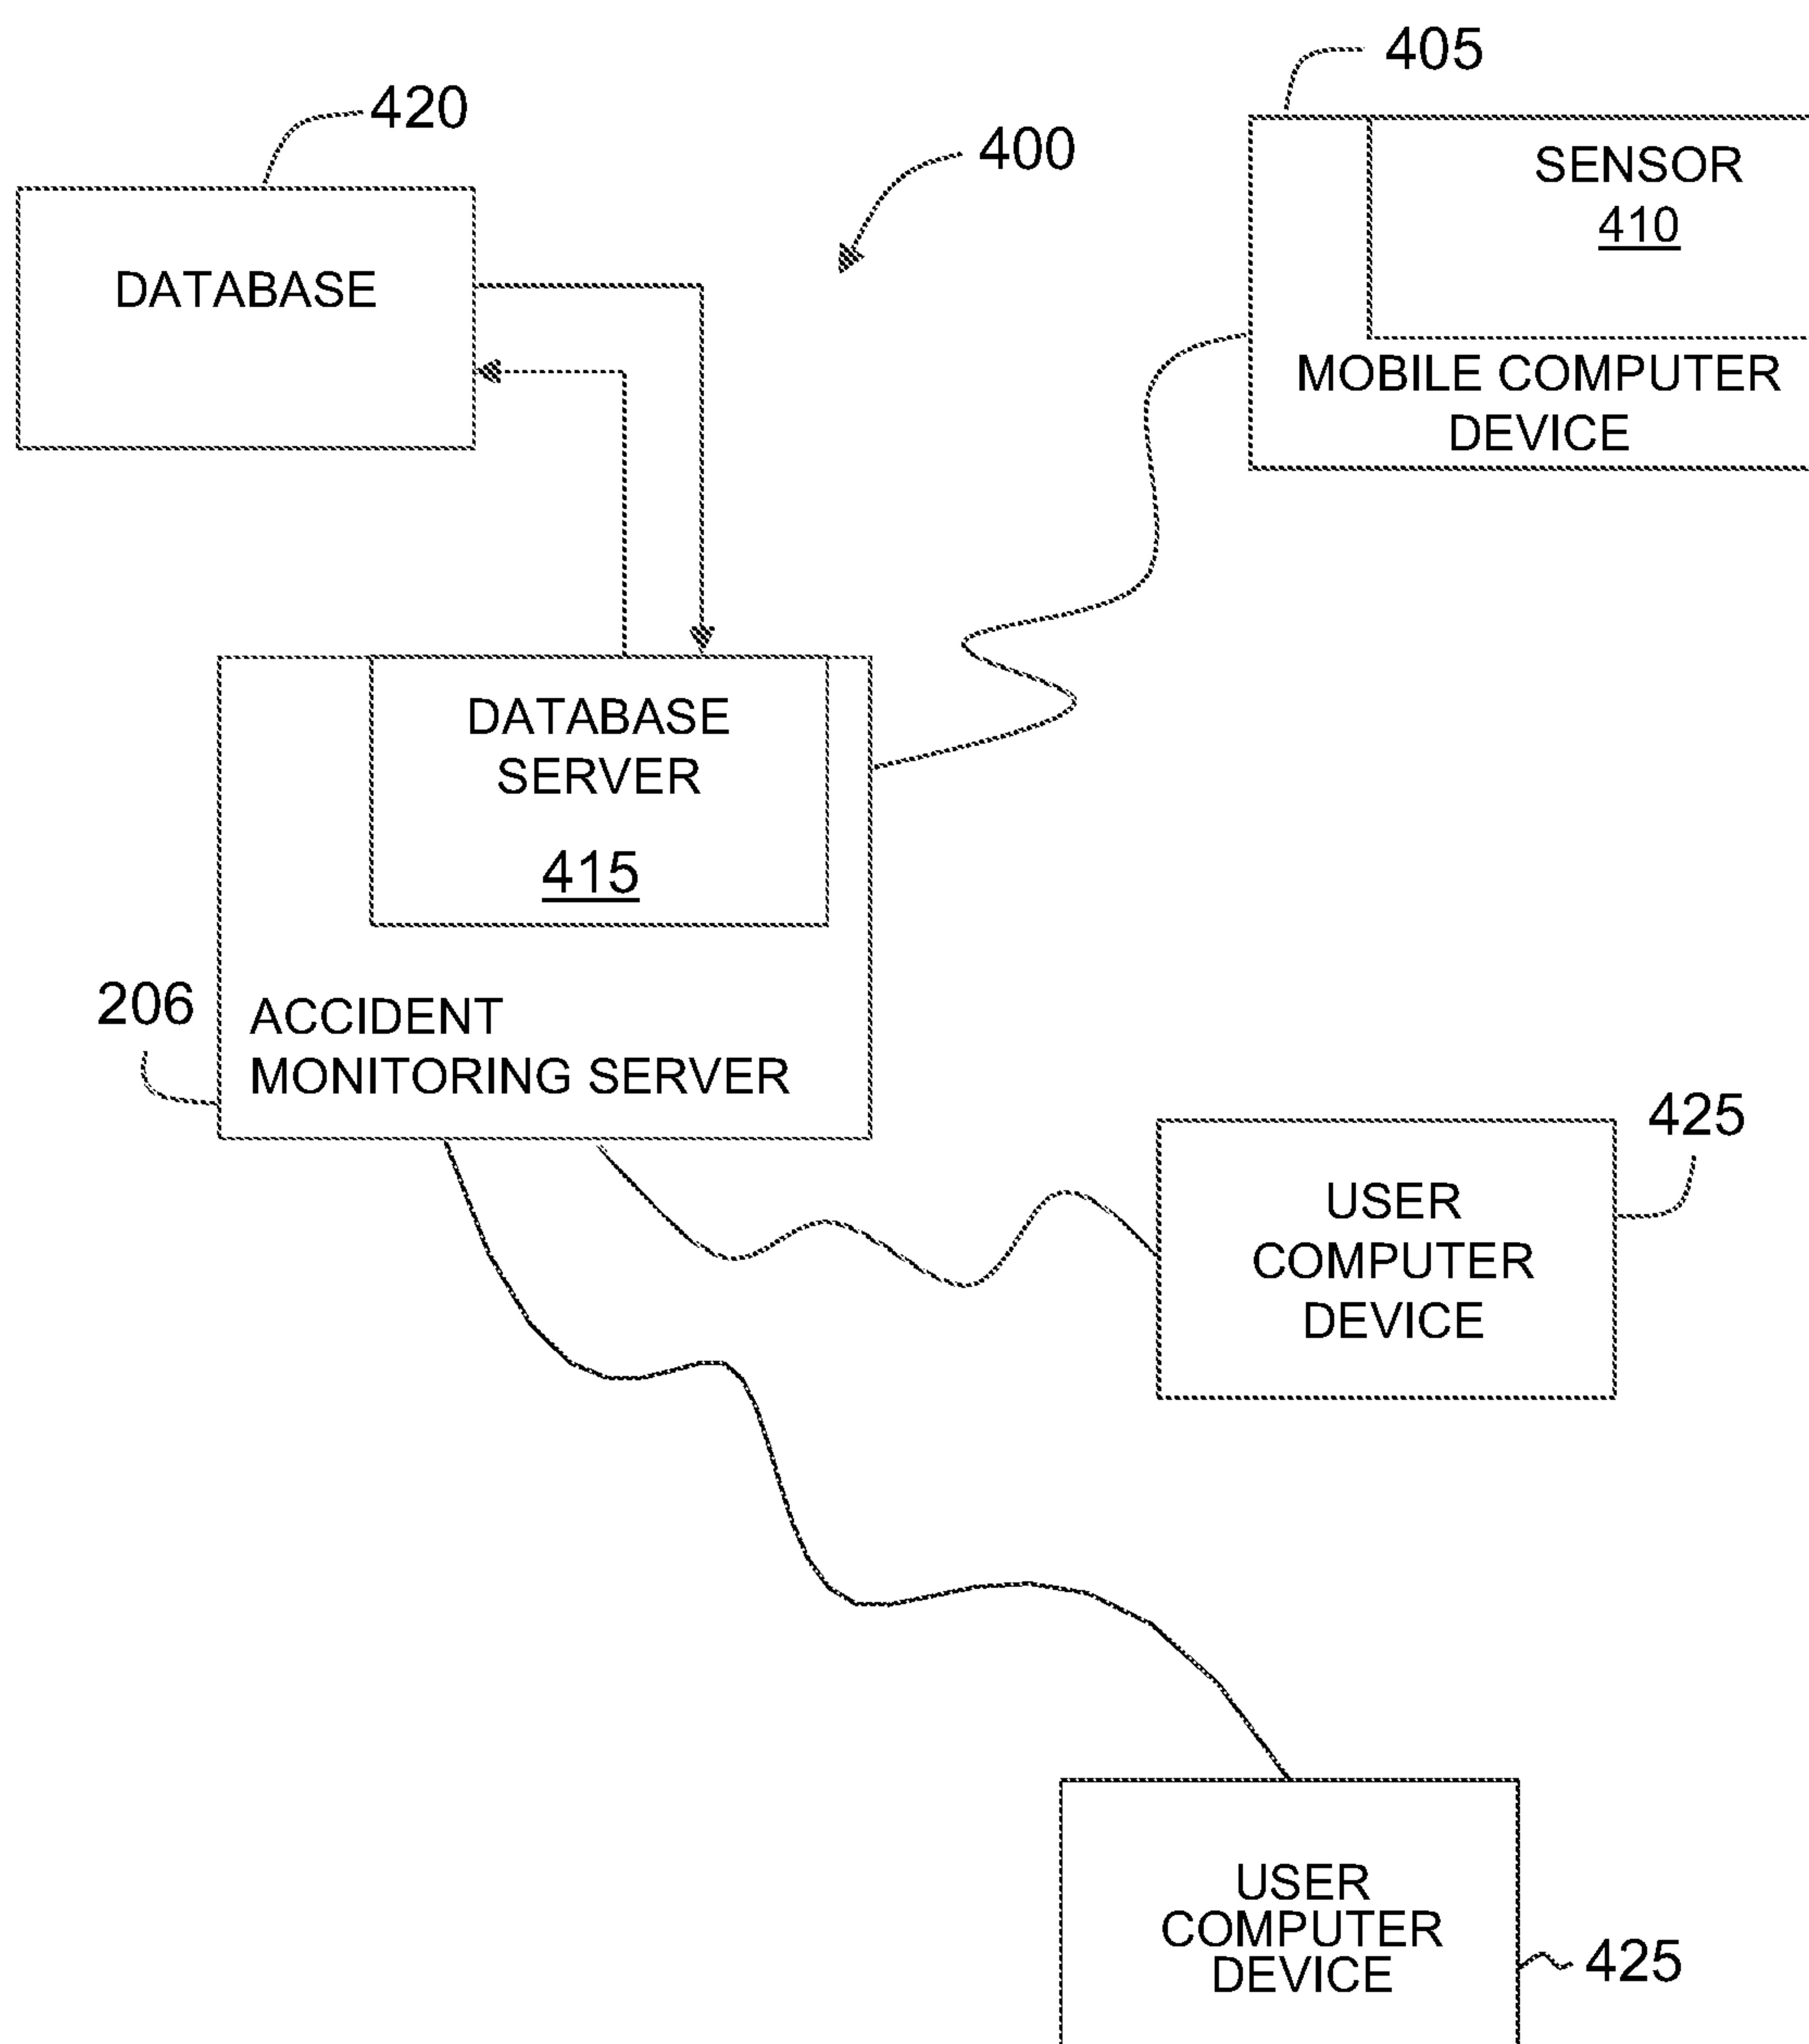 405
420
400
SENSOR
410
DATABASE
MOBILE COMPUTER
DEVICE
DATABASE
SERVER
415
206
ACCIDENT
MONITORING SERVER
425
USER
COMPUTER
DEVICE
USER
COMPUTER
DEVICE
425